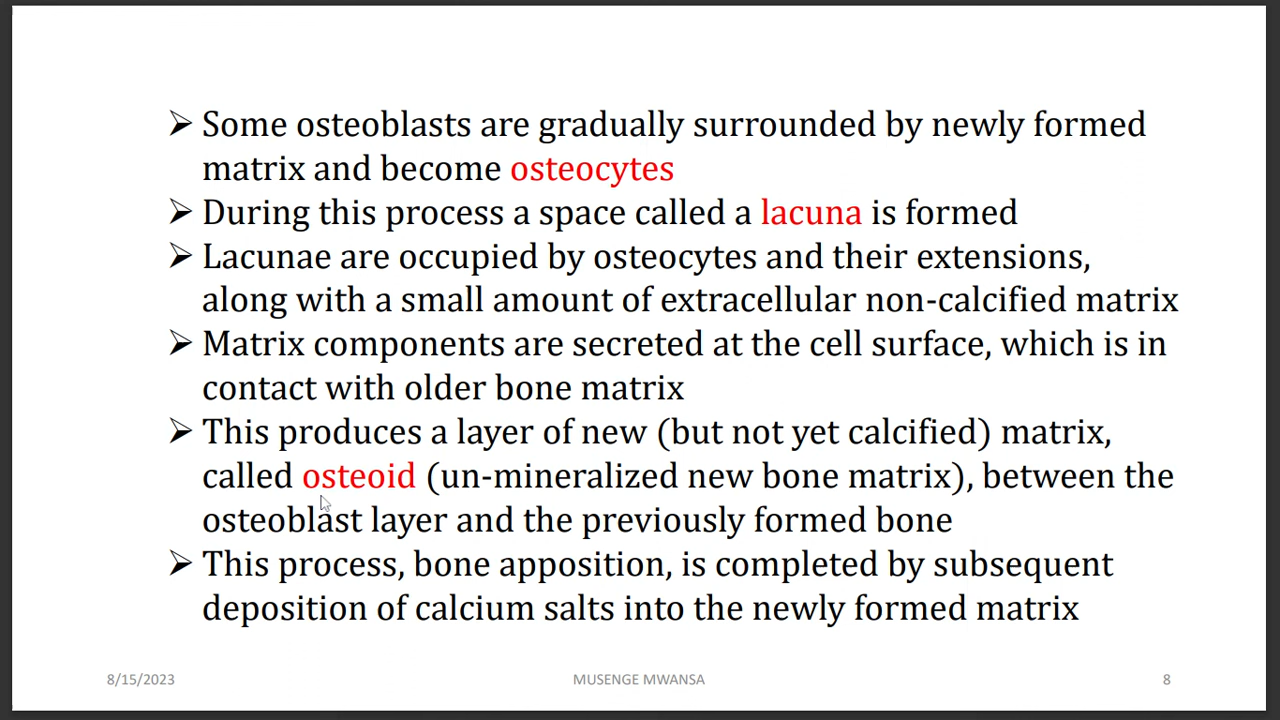 ➢ Some osteoblasts are gradually surrounded by newly formed
matrix and become osteocytes
➢ During this process a space called a lacuna is formed
➢ Lacunae are occupied by osteocytes and their extensions,
along with a small amount of extracellular non-calcified matrix
➢ Matrix components are secreted at the cell surface, which is in
contact with older bone matrix
➢ This produces a layer of new (but not yet calcified) matrix,
called osteoid (un-mineralized new bone matrix), between the
osteoblast layer and the previously formed bone
➢ This process, bone apposition, is completed by subsequent
deposition of calcium salts into the newly formed matrix
8/15/2023 MUSENGE MWANSA 8